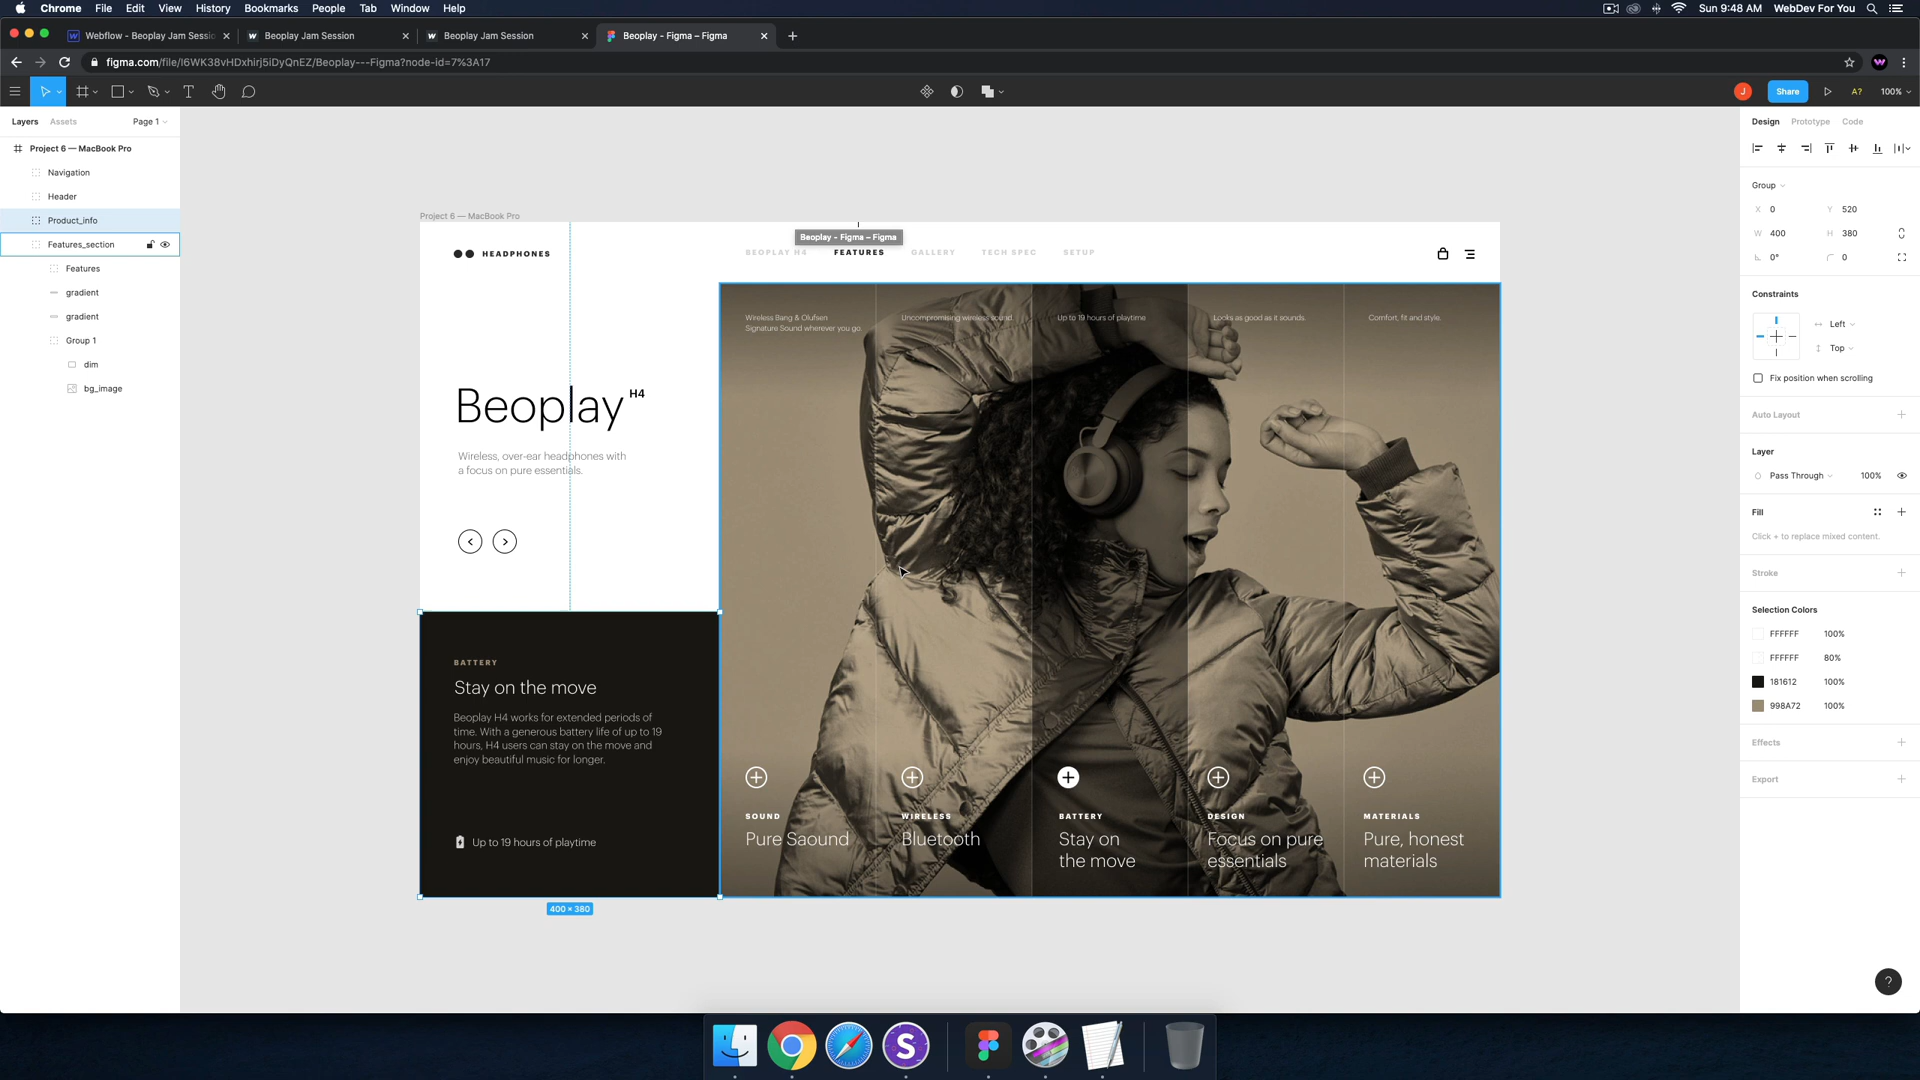 Chrome File Edit View History Bookmarks People Tab Window Help
Sun 9:48 AM WebDev For You
Webflow - Beoplay Jam Sessio
Beoplay Jam Session
Beoplay Jam Session
Beoplay - Figma – Figma
figma.com/file/I6WK38vHDxhirj5iDyQnEZ/Beoplay---Figma?node-id=7%3A17
J
Share
A?
100%
Layers Assets Page 1
Project 6 — MacBook Pro
Navigation
Header
Product_info
Features_section
Features
gradient
gradient
Group 1
dim
bg_image
Project 6 — MacBook Pro
HEADPHONES
Beoplay - Figma – Figma
BEOPLAY H4 FEATURES GALLERY TECH SPEC SETUP
Wireless Bang & Olufsen
Signature Sound wherever you go.
Uncompromising wireless sound.
Up to 19 hours of playtime
Looks as good as it sounds.
Comfort, fit and style.
Beoplay H4
Wireless, over-ear headphones with
a focus on pure essentials.
BATTERY
Stay on the move
Beoplay H4 works for extended periods of
time. With a generous battery life of up to 19
hours, H4 users can stay on the move and
enjoy beautiful music for longer.
Up to 19 hours of playtime
SOUND
Pure Saound
WIRELESS
Bluetooth
BATTERY
Stay on
the move
DESIGN
Focus on pure
essentials
MATERIALS
Pure, honest
materials
400 × 380
Design Prototype Code
Group
X 0 Y 520
W 400 H 380
0° 0
Constraints
Left
Top
Fix position when scrolling
Auto Layout
Layer
Pass Through 100%
Fill
Click + to replace mixed content.
Stroke
Selection Colors
FFFFFF 100%
FFFFFF 80%
181612 100%
998A72 100%
Effects
Export
?
S